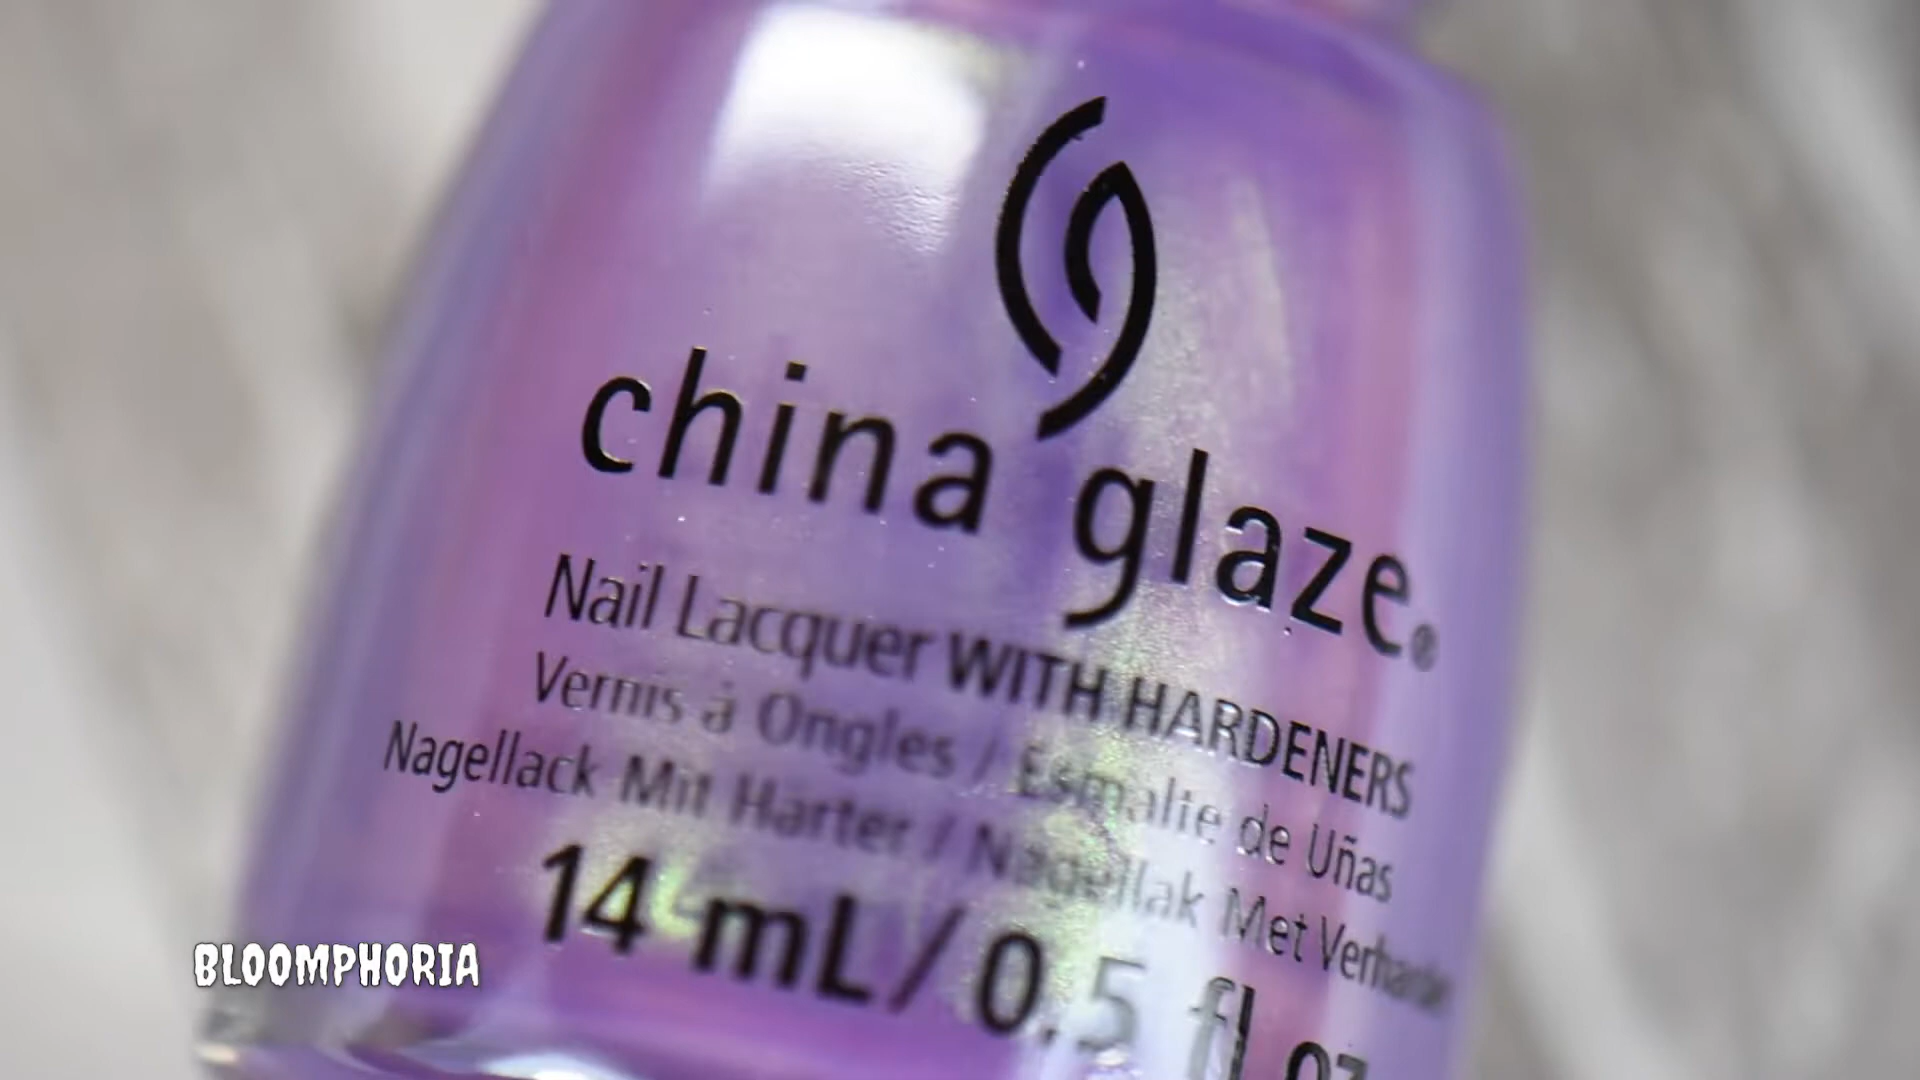 china glaze®
Nail Lacquer WITH HARDENERS
Vernis à Ongles / Esmalte de Uñas
Nagellack Mit Harter / Nagellak Met
14 mL / 0.5 fl oz
BLOOMPHORIA